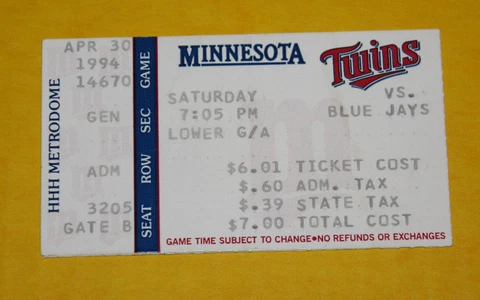 HHH METRODOME
APR 30
1994
14670
GEN
ADM
3205
GATE B
SEAT ROW SEC GAME
MINNESOTA Twins
SATURDAY VS.
7:05 PM BLUE JAYS
LOWER G/A
$6.01 TICKET COST
$.60 ADM. TAX
$.39 STATE TAX
$7.00 TOTAL COST
GAME TIME SUBJECT TO CHANGE•NO REFUNDS OR EXCHANGES